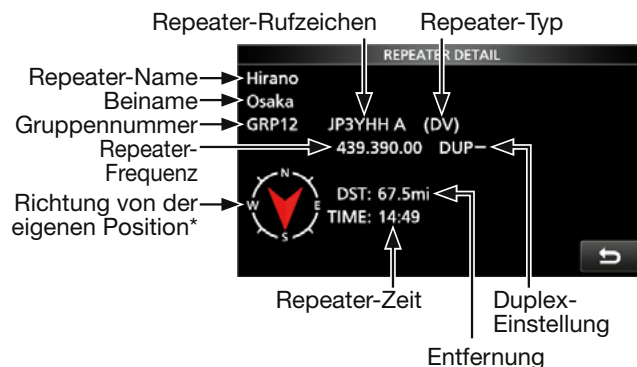 Repeater-Rufzeichen Repeater-Typ
REPEATER DETAIL
Repeater-Name Hirano
Beiname Osaka
Gruppennummer GRP12 JP3YHH A (DV)
Repeater-
Frequenz
439.390.00 DUP–
Richtung von der
eigenen Position*
N
W
E
S
DST: 67.5mi
TIME: 14:49
Repeater-Zeit
Duplex-
Einstellung
Entfernung